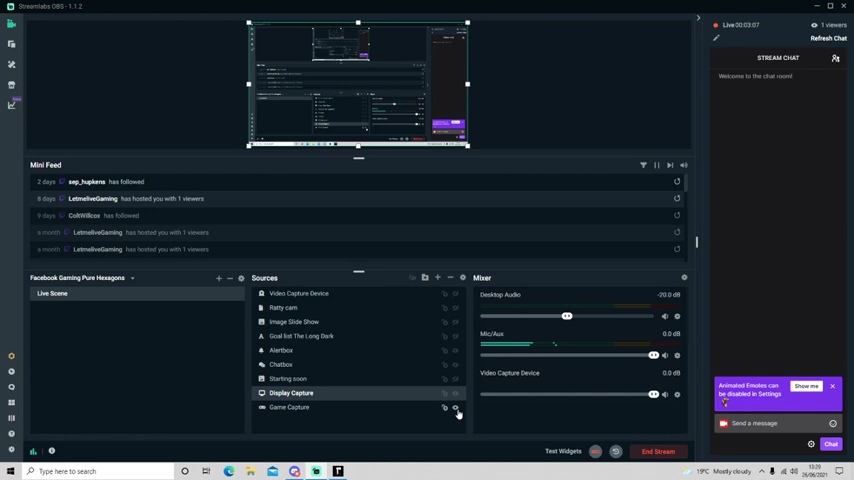 Streamlabs OBS - 1.1.2
Live 00:03:07
1 viewers
Refresh Chat
STREAM CHAT
Welcome to the chat room!
Mini Feed
2 days sep_hupkens has followed
8 days LetmeliveGaming has hosted you with 1 viewers
9 days ColtWillcox has followed
a month LetmeliveGaming has hosted you with 1 viewers
a month LetmeliveGaming has hosted you with 1 viewers
Facebook Gaming Pure Hexagons
Live Scene
Sources
Video Capture Device
Ratty cam
Image Slide Show
Goal list The Long Dark
Alertbox
Chatbox
Starting soon
Display Capture
Game Capture
Mixer
Desktop Audio -20.0 dB
Mic/Aux 0.0 dB
Video Capture Device 0.0 dB
Animated Emotes can
be disabled in Settings
Show me
Send a message
Chat
Test Widgets
REC
End Stream
Type here to search
19°C Mostly cloudy
13:29
26/06/2021